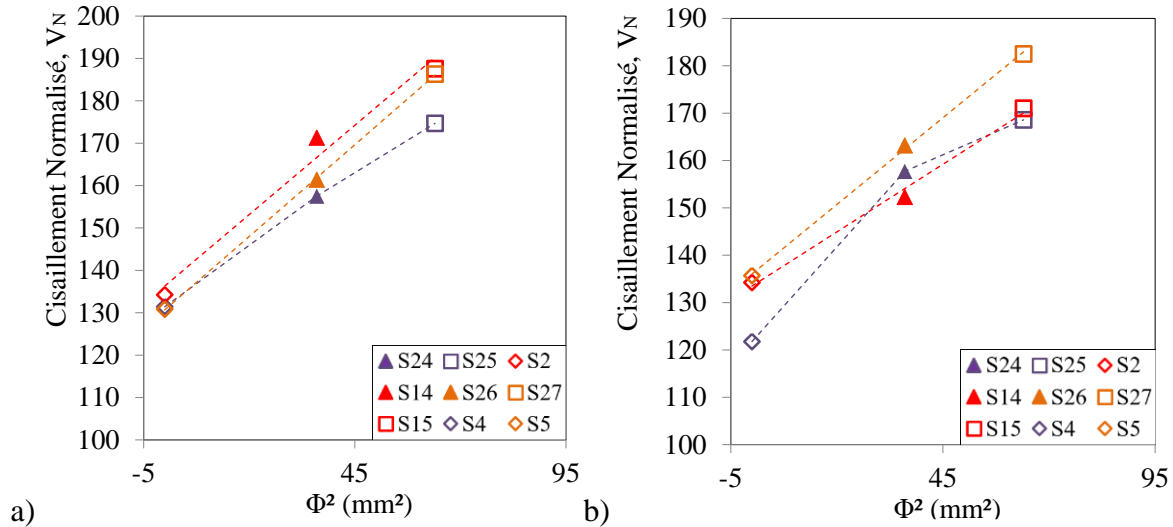 Cisaillement Normalisé, VN
200
190
180
170
160
150
140
130
120
110
100
-5 45 95
Φ² (mm²)
S24 S25 S2
S14 S26 S27
S15 S4 S5
a)
Cisaillement Normalisé, VN
190
180
170
160
150
140
130
120
110
100
-5 45 95
Φ² (mm²)
S24 S25 S2
S14 S26 S27
S15 S4 S5
b)